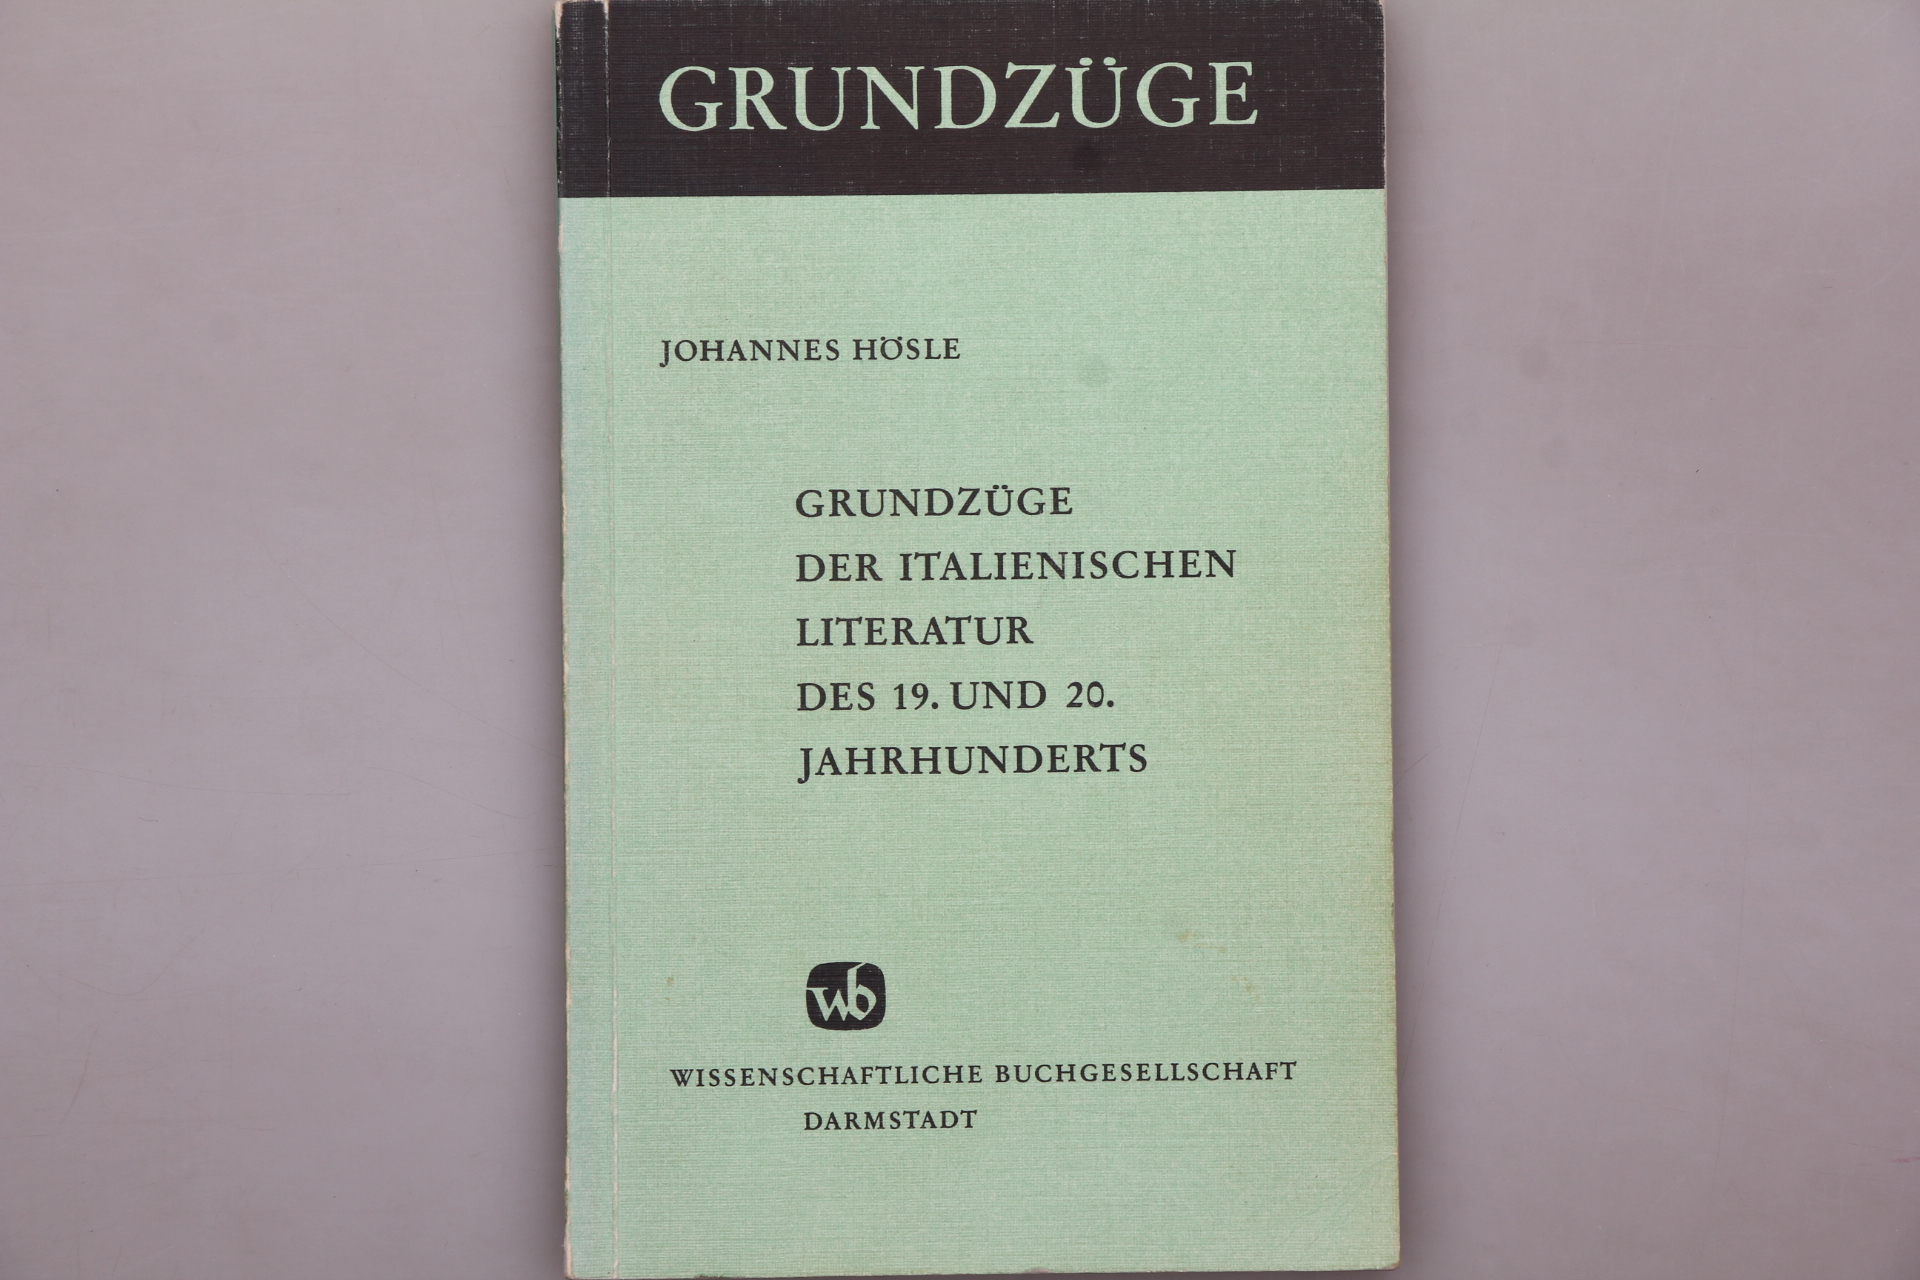 GRUNDZÜGE
JOHANNES HÖSLE
GRUNDZÜGE
DER ITALIENISCHEN
LITERATUR
DES 19. UND 20.
JAHRHUNDERTS
wb
WISSENSCHAFTLICHE BUCHGESELLSCHAFT
DARMSTADT